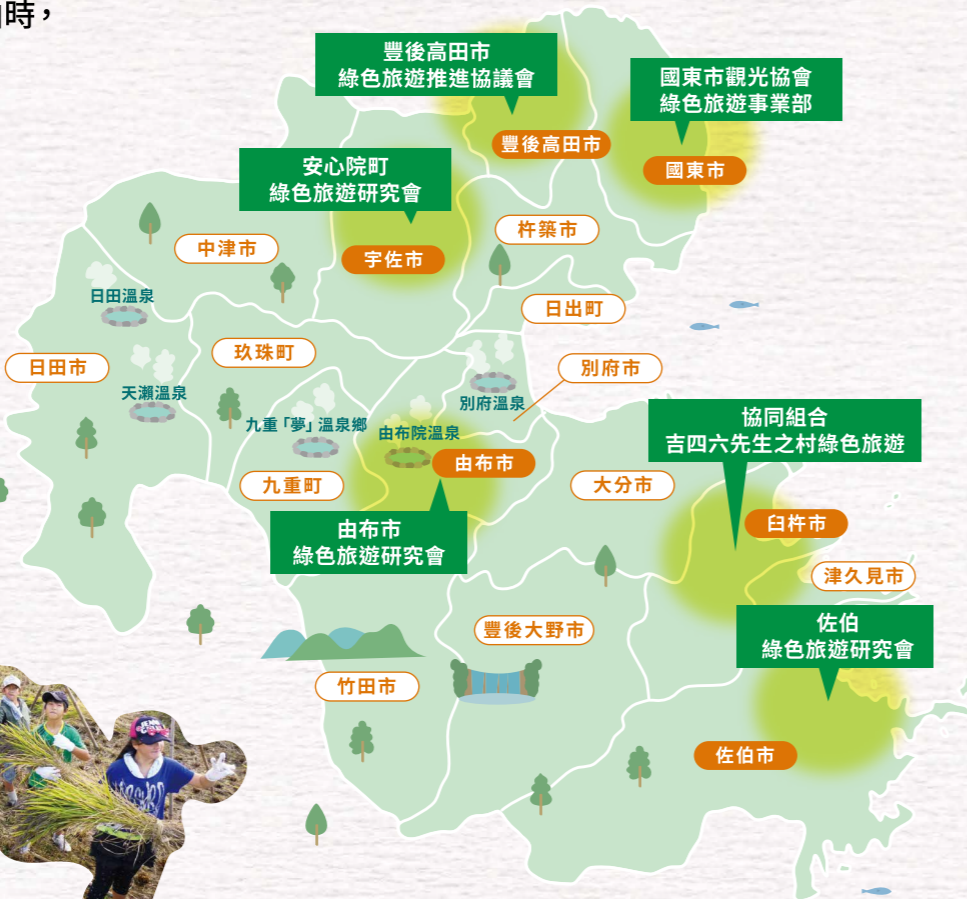 時，
豐後高田市
綠色旅遊推進協議會
國東市觀光協會
綠色旅遊事業部
豐後高田市
安心院町
綠色旅遊研究會
國東市
杵築市
中津市
宇佐市
日田溫泉
日出町
玖珠町
日田市
別府市
天瀨溫泉
別府溫泉
九重「夢」溫泉鄉
由布院溫泉
協同組合
吉四六先生之村綠色旅遊
由布市
九重町
大分市
臼杵市
由布市
綠色旅遊研究會
津久見市
佐伯
綠色旅遊研究會
豐後大野市
竹田市
佐伯市